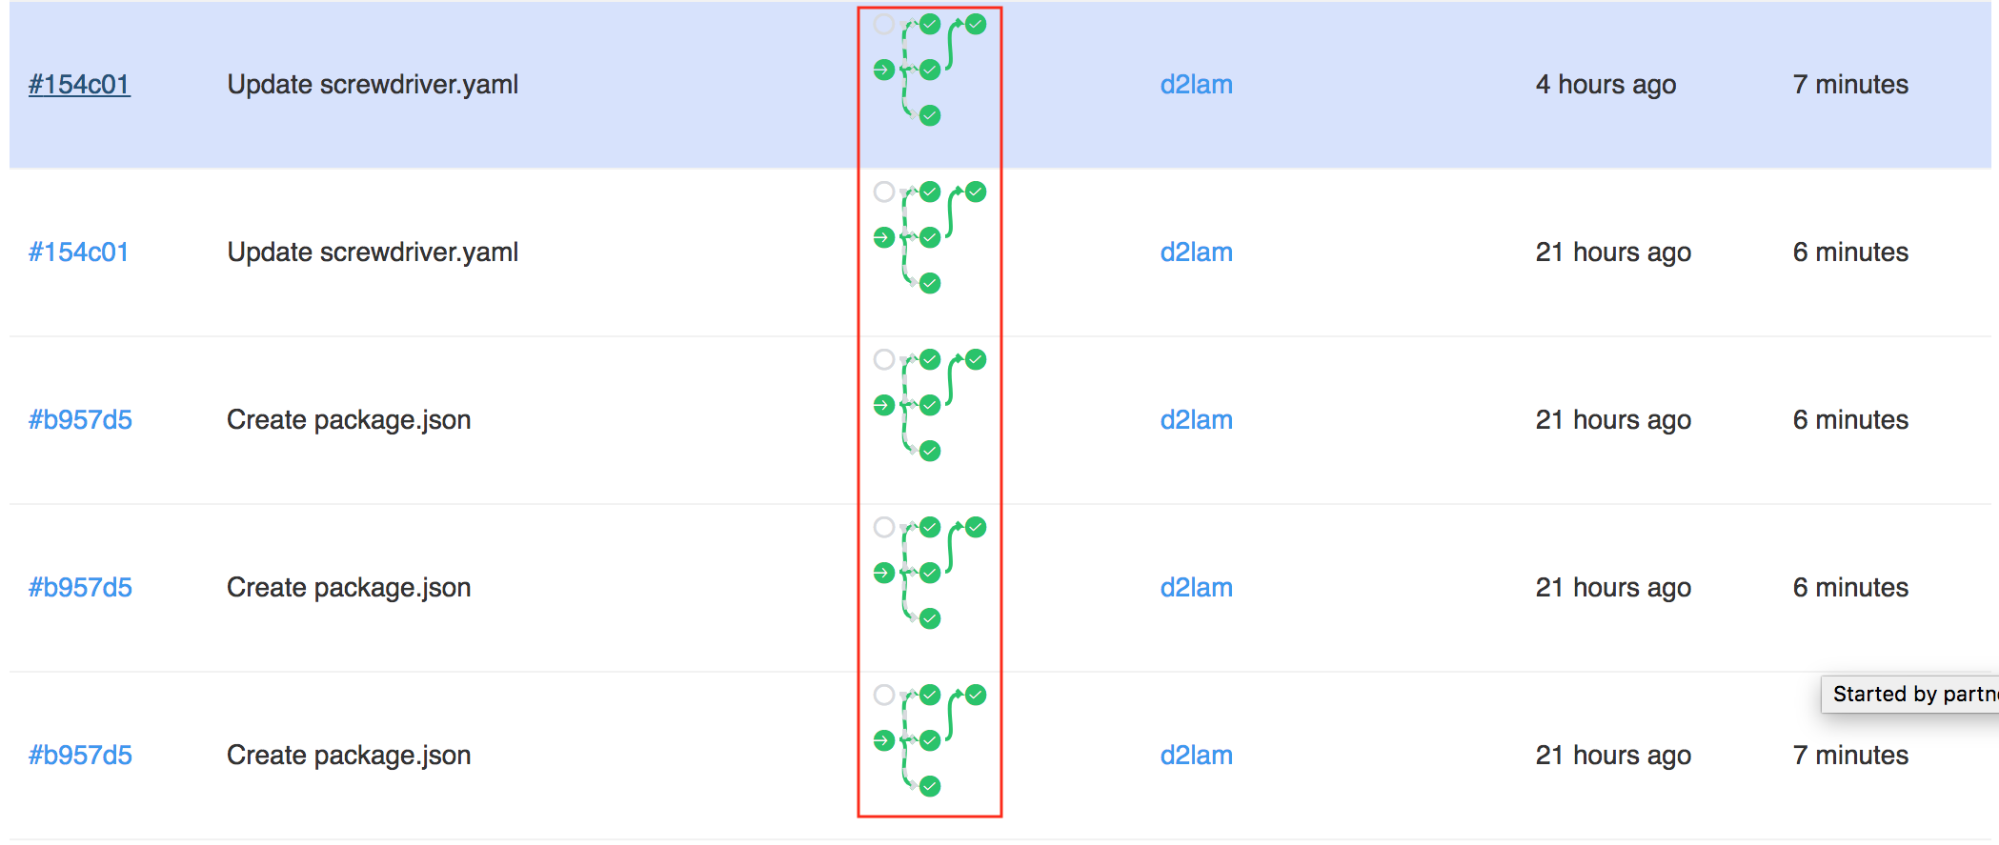 #154c01 Update screwdriver.yaml d2lam 4 hours ago 7 minutes
#154c01 Update screwdriver.yaml d2lam 21 hours ago 6 minutes
#b957d5 Create package.json d2lam 21 hours ago 6 minutes
#b957d5 Create package.json d2lam 21 hours ago 6 minutes
Started by partn
#b957d5 Create package.json d2lam 21 hours ago 7 minutes